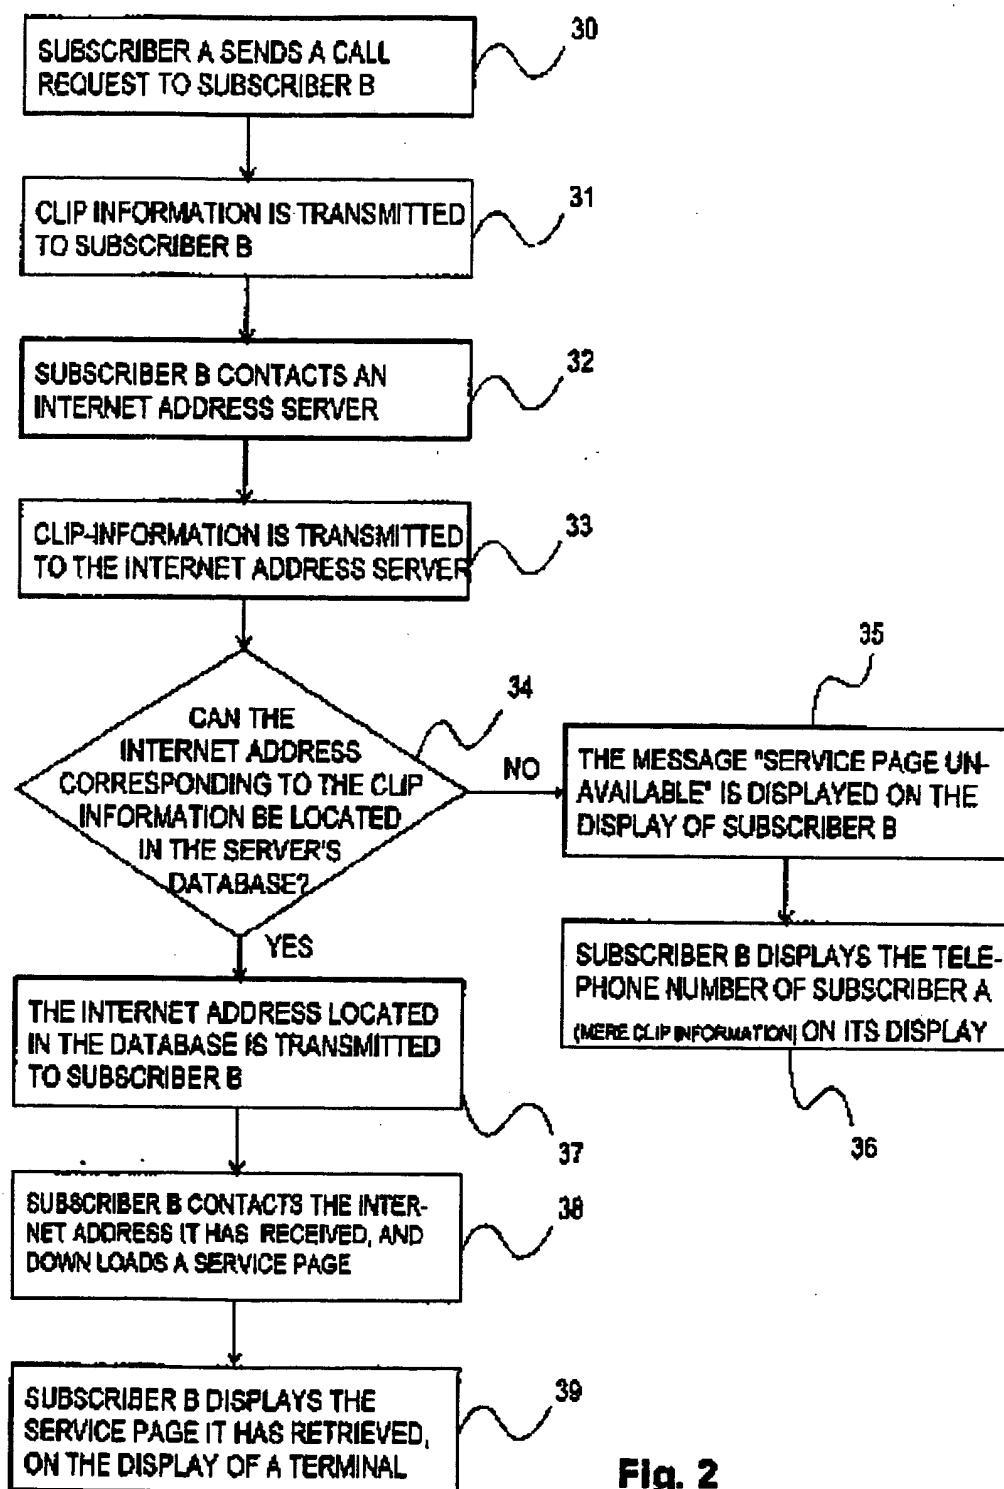 30
SUBSCRIBER A SENDS A CALL
REQUEST TO SUBSCRIBER B
31
CLIP INFORMATION IS TRANSMITTED
TO SUBSCRIBER B
32
SUBSCRIBER B CONTACTS AN
INTERNET ADDRESS SERVER
33
CLIP-INFORMATION IS TRANSMITTED
TO THE INTERNET ADDRESS SERVER
34
CAN THE
INTERNET ADDRESS
CORRESPONDING TO THE CLIP
INFORMATION BE LOCATED
IN THE SERVER'S
DATABASE?
NO
35
THE MESSAGE "SERVICE PAGE UN-
AVAILABLE" IS DISPLAYED ON THE
DISPLAY OF SUBSCRIBER B
SUBSCRIBER B DISPLAYS THE TELE-
PHONE NUMBER OF SUBSCRIBER A
(MERE CLIP INFORMATION) ON ITS DISPLAY
36
YES
THE INTERNET ADDRESS LOCATED
IN THE DATABASE IS TRANSMITTED
TO SUBSCRIBER B
37
SUBSCRIBER B CONTACTS THE INTER-
NET ADDRESS IT HAS RECEIVED, AND
DOWN LOADS A SERVICE PAGE
38
SUBSCRIBER B DISPLAYS THE
SERVICE PAGE IT HAS RETRIEVED,
ON THE DISPLAY OF A TERMINAL
39
Fig. 2